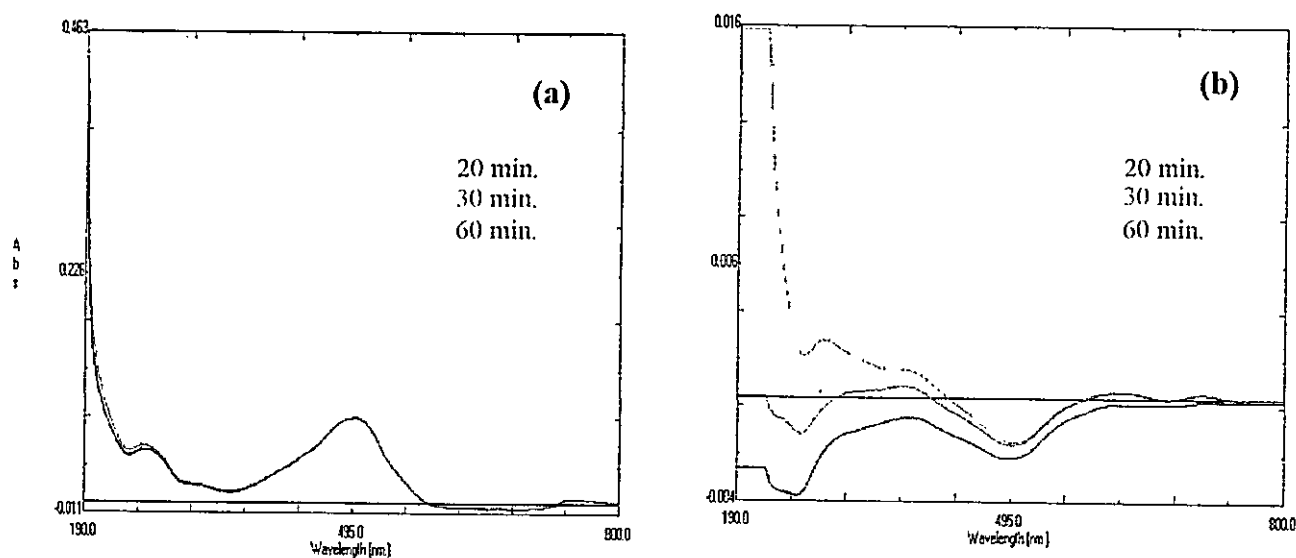 0.463
(a)
20 min.
30 min.
60 min.
A
b
s
0.226
-0.011
190.0
495.0
800.0
Wavelength [nm.]
0.016
(b)
20 min.
30 min.
60 min.
0.006
-0.004
190.0
495.0
800.0
Wavelength [nm.]